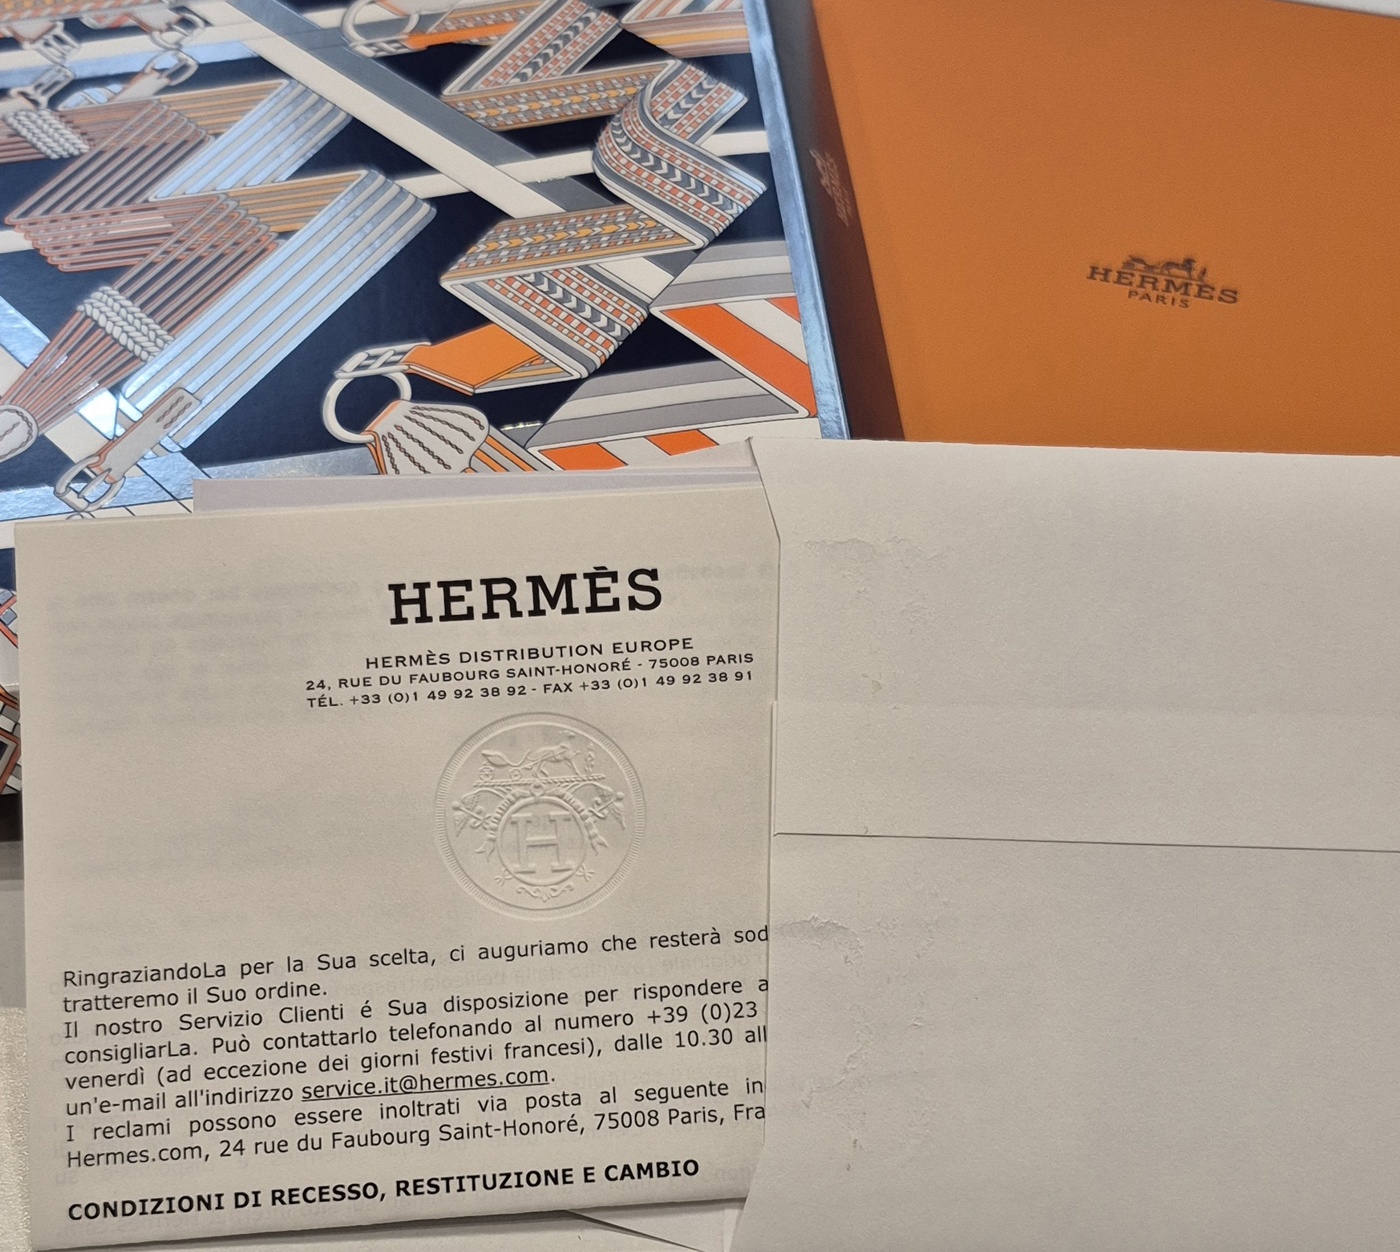 HERMÈS
PARIS
HERMÈS
HERMÈS
HERMÈS DISTRIBUTION EUROPE
24, RUE DU FAUBOURG SAINT-HONORÉ - 75008 PARIS
TÉL. +33 (0)1 49 92 38 92 - FAX +33 (0)1 49 92 38 91
H
RingraziandoLa per la Sua scelta, ci auguriamo che resterà sod
tratteremo il Suo ordine.
Il nostro Servizio Clienti é Sua disposizione per rispondere a
consigliarLa. Può contattarlo telefonando al numero +39 (0)23
venerdì (ad eccezione dei giorni festivi francesi), dalle 10.30 all
un'e-mail all'indirizzo service.it@hermes.com.
I reclami possono essere inoltrati via posta al seguente in
Hermes.com, 24 rue du Faubourg Saint-Honoré, 75008 Paris, Fra
CONDIZIONI DI RECESSO, RESTITUZIONE E CAMBIO